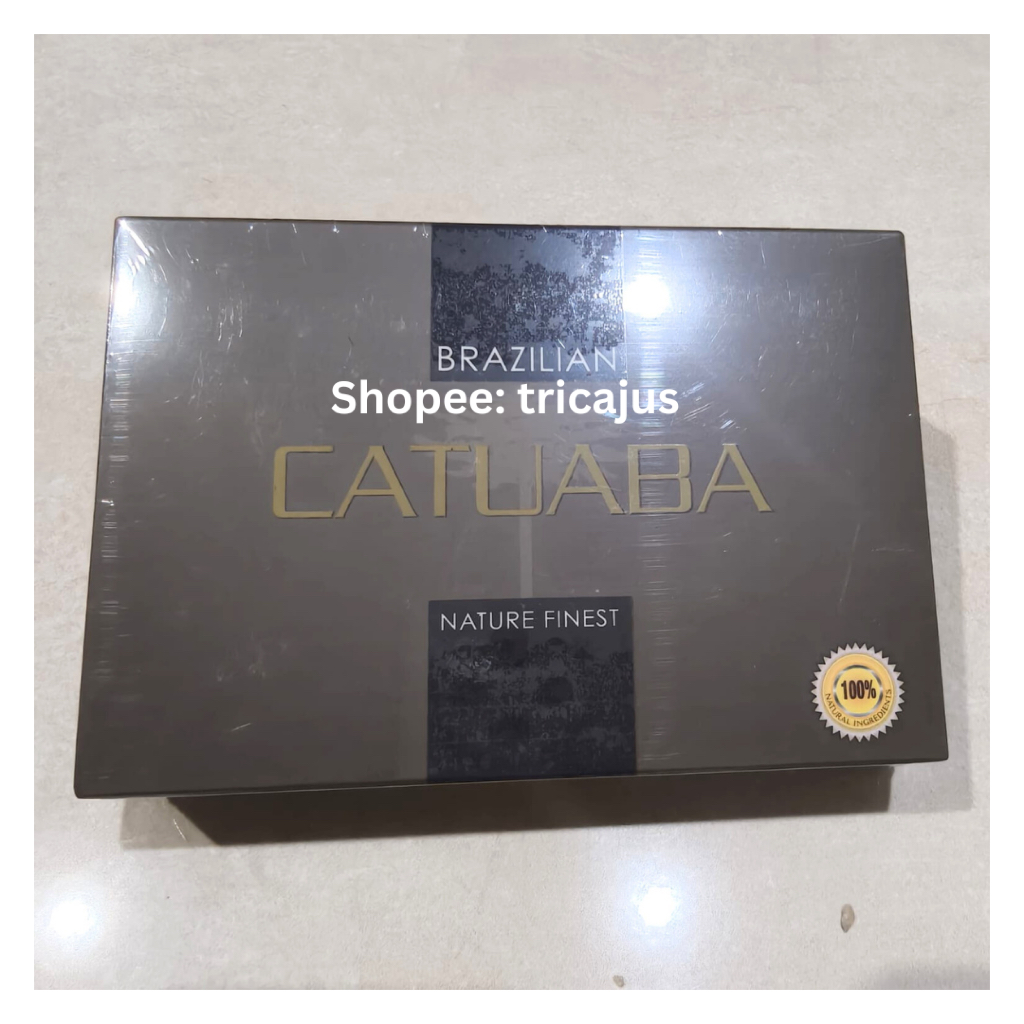 BRAZILIAN
Shopee: tricajus
CATUABA
NATURE FINEST
100%
NATURAL INGREDIENTS